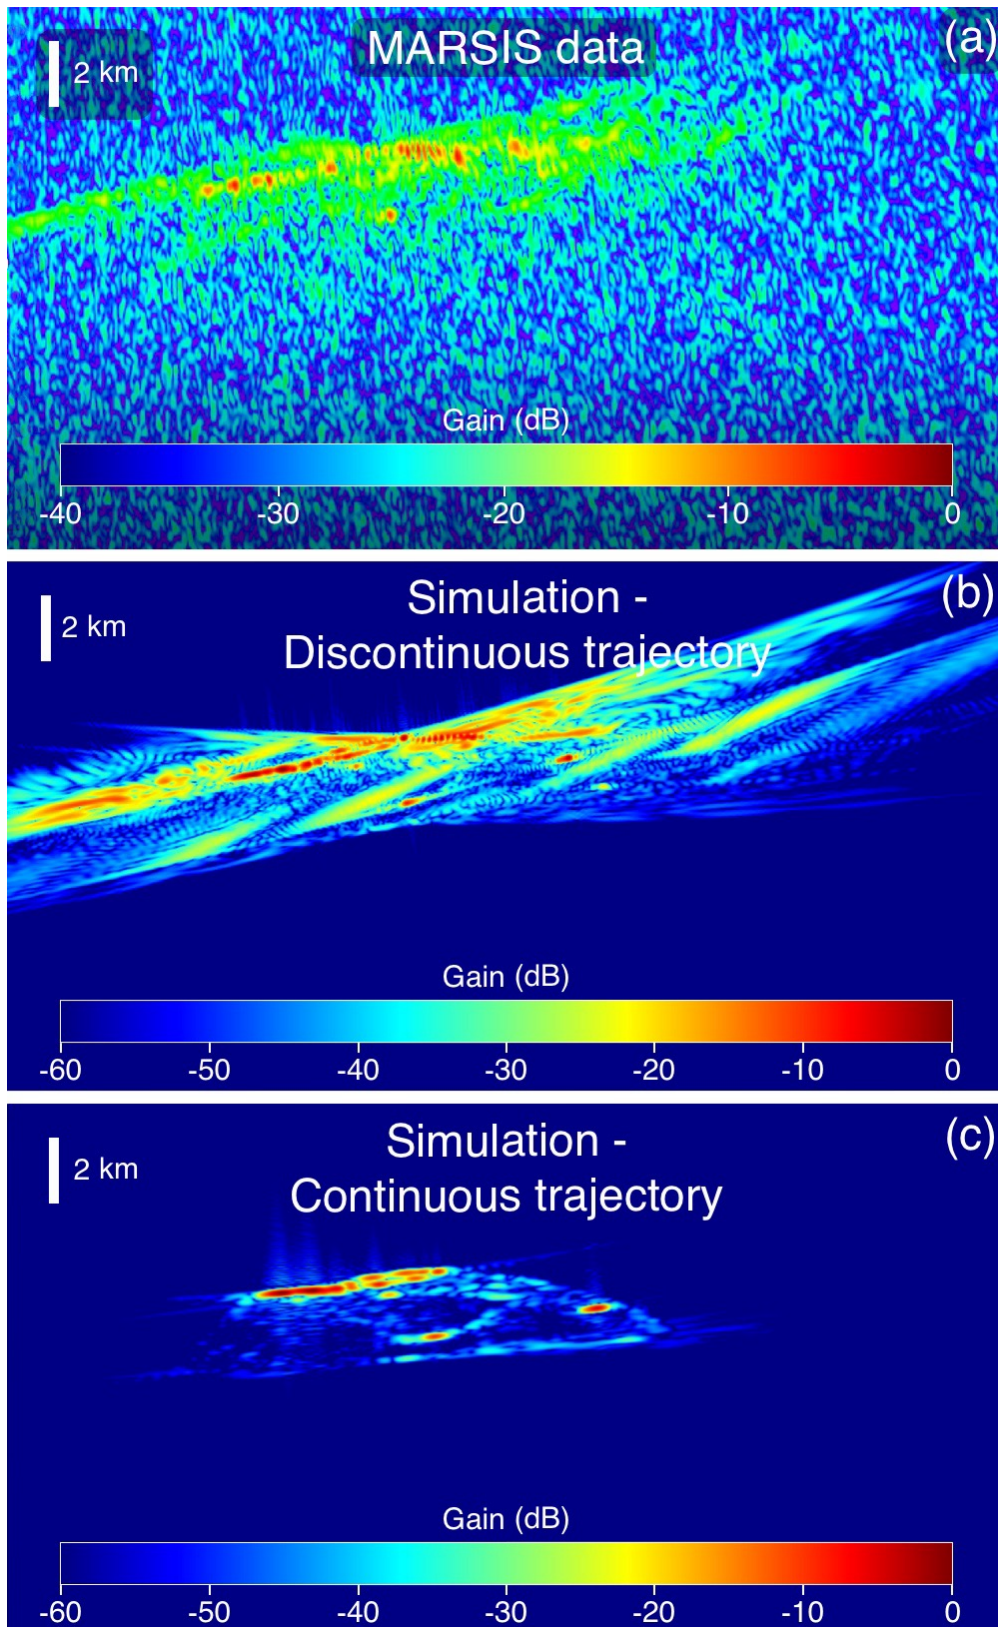 MARSIS data
(a)
2 km
Gain (dB)
-40 -30 -20 -10 0
Simulation -
Discontinuous trajectory
(b)
2 km
Gain (dB)
-60 -50 -40 -30 -20 -10 0
Simulation -
Continuous trajectory
(c)
2 km
Gain (dB)
-60 -50 -40 -30 -20 -10 0